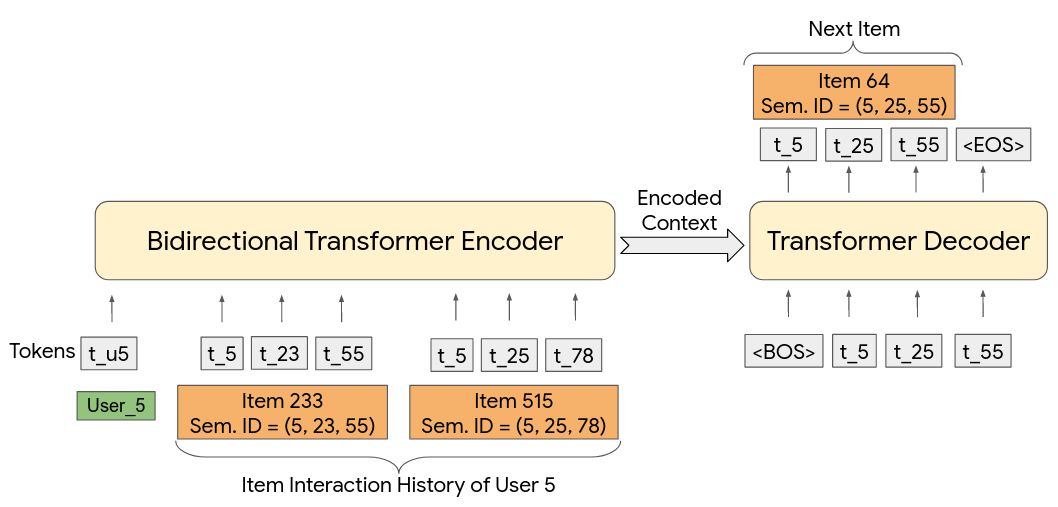 Next Item
Item 64
Sem. ID = (5, 25, 55)
t_5 t_25 t_55 <EOS>
Encoded
Context
Bidirectional Transformer Encoder
Transformer Decoder
Tokens t_u5 t_5 t_23 t_55 t_5 t_25 t_78
<BOS> t_5 t_25 t_55
User_5
Item 233
Sem. ID = (5, 23, 55)
Item 515
Sem. ID = (5, 25, 78)
Item Interaction History of User 5